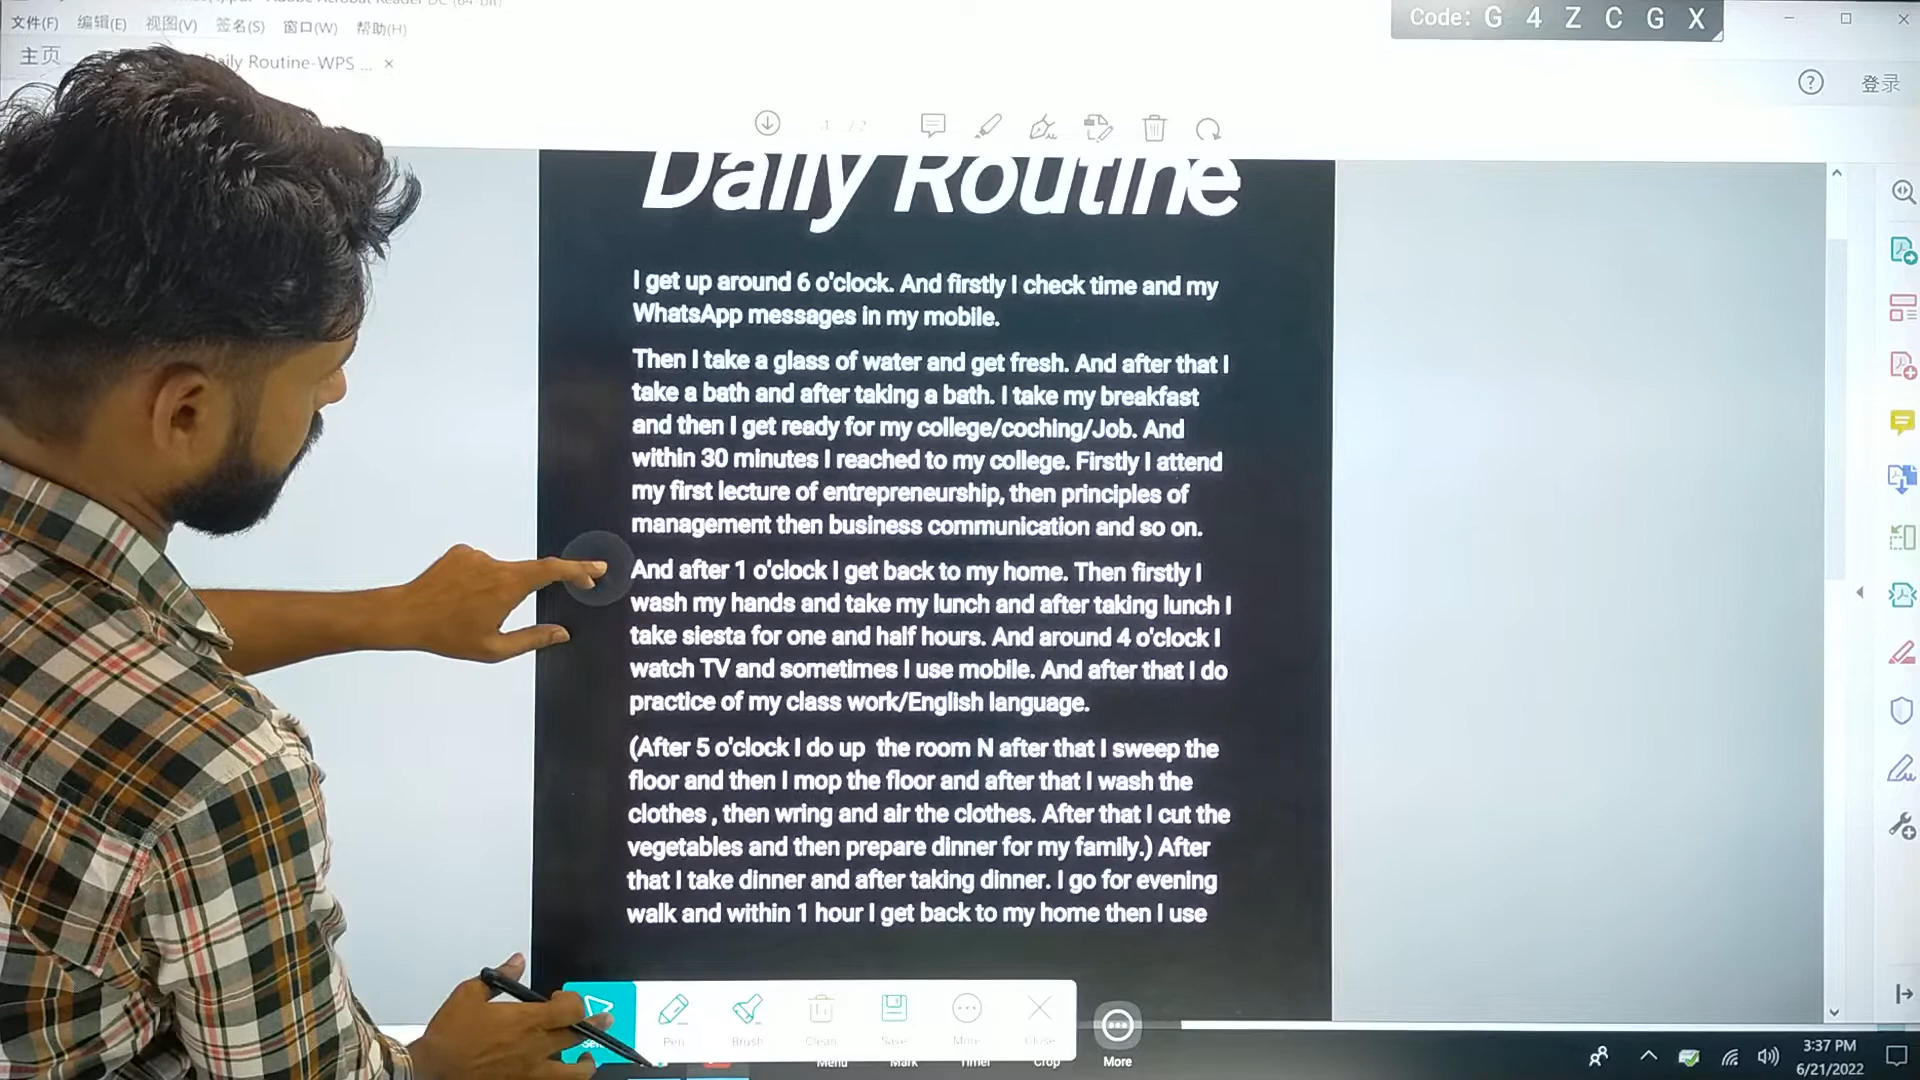 文件(F) 编辑(E) 视图(V) 签名(S) 窗口(W) 帮助(H)
Code: G 4 Z C G X
主页
Daily Routine-WPS ...
登录
Daily Routine
I get up around 6 o'clock. And firstly I check time and my
WhatsApp messages in my mobile.
Then I take a glass of water and get fresh. And after that I
take a bath and after taking a bath. I take my breakfast
and then I get ready for my college/coching/Job. And
within 30 minutes I reached to my college. Firstly I attend
my first lecture of entrepreneurship, then principles of
management then business communication and so on.
And after 1 o'clock I get back to my home. Then firstly I
wash my hands and take my lunch and after taking lunch I
take siesta for one and half hours. And around 4 o'clock I
watch TV and sometimes I use mobile. And after that I do
practice of my class work/English language.
(After 5 o'clock I do up the room N after that I sweep the
floor and then I mop the floor and after that I wash the
clothes , then wring and air the clothes. After that I cut the
vegetables and then prepare dinner for my family.) After
that I take dinner and after taking dinner. I go for evening
walk and within 1 hour I get back to my home then I use
Pen Brush Clean Save More Close
Menu Mark Timer Crop More
3:37 PM
6/21/2022